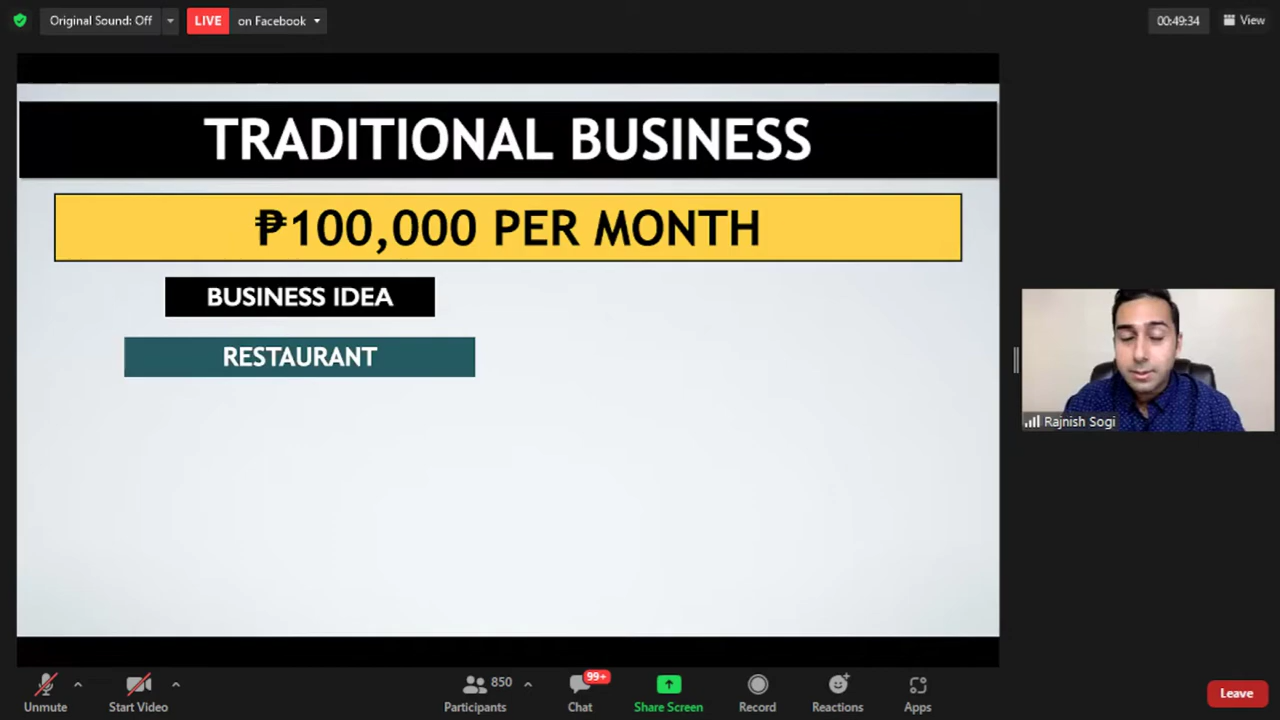 Original Sound: Off
LIVE on Facebook
00:49:34
View
TRADITIONAL BUSINESS
₱100,000 PER MONTH
BUSINESS IDEA
RESTAURANT
Rajnish Sogi
Unmute
Start Video
850
Participants
99+
Chat
Share Screen
Record
Reactions
Apps
Leave